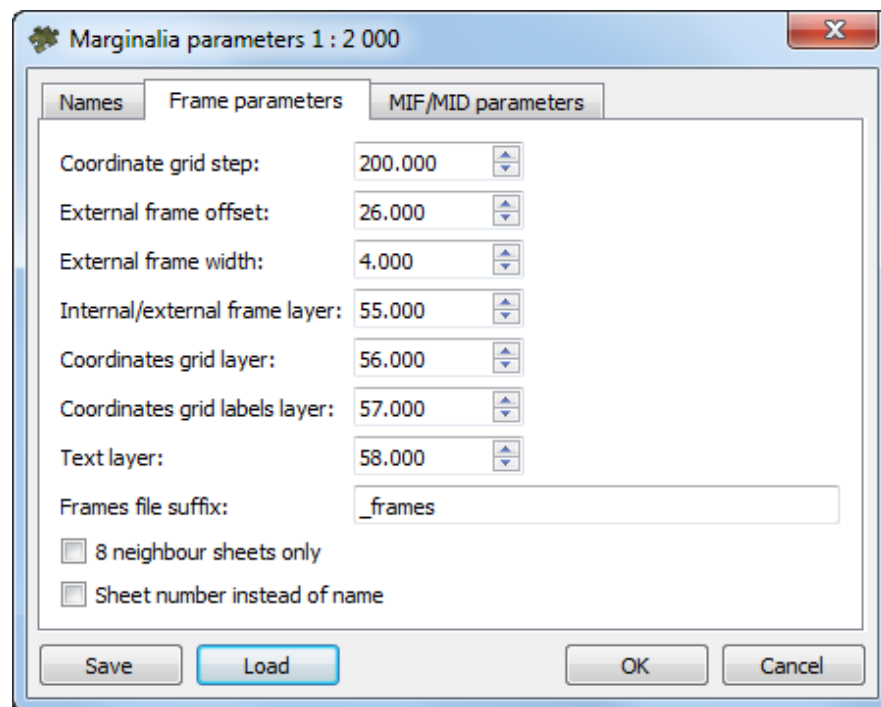 Marginalia parameters 1 : 2 000
Names Frame parameters MIF/MID parameters
Coordinate grid step: 200.000
External frame offset: 26.000
External frame width: 4.000
Internal/external frame layer: 55.000
Coordinates grid layer: 56.000
Coordinates grid labels layer: 57.000
Text layer: 58.000
Frames file suffix: _frames
8 neighbour sheets only
Sheet number instead of name
Save Load OK Cancel